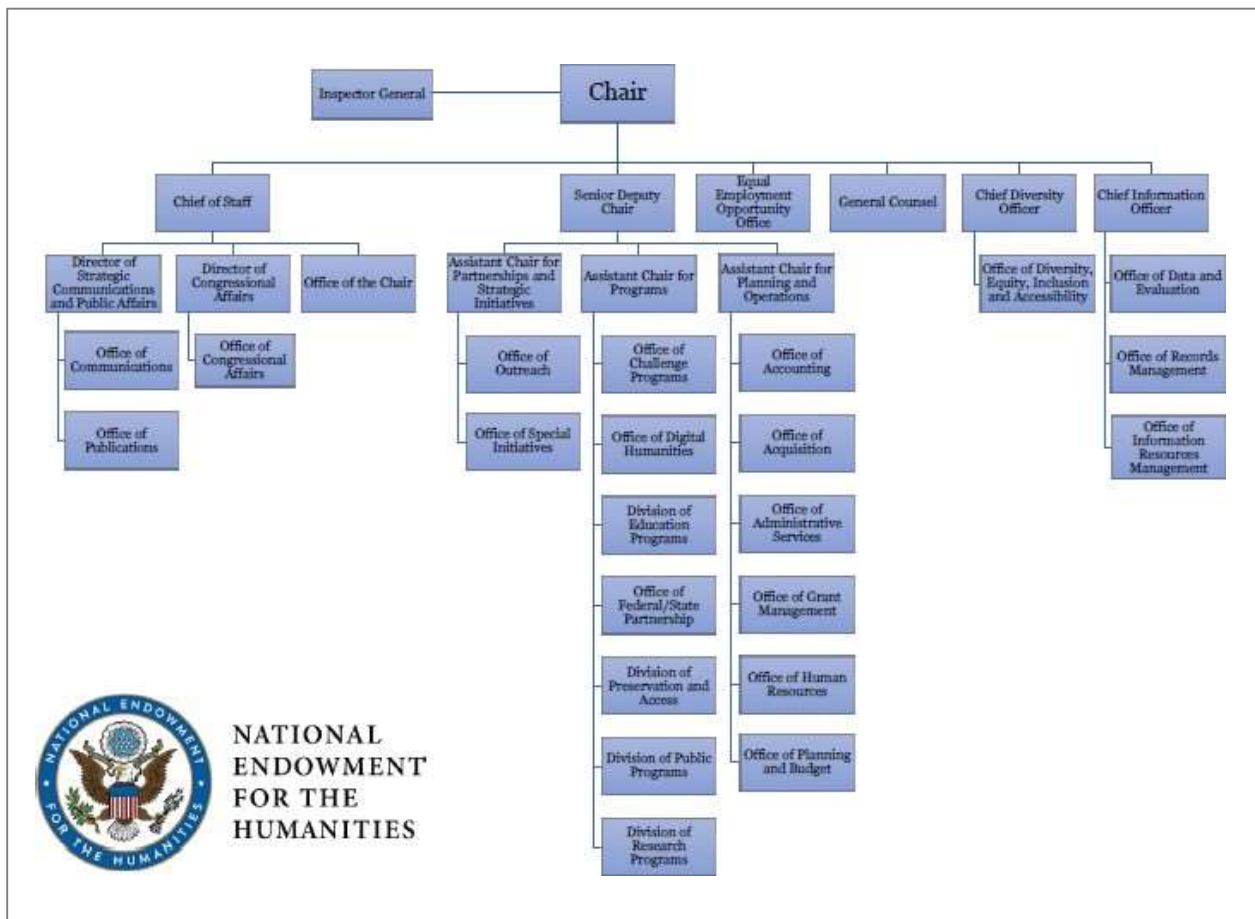 Inspector General
Chair
Chief of Staff
Senior Deputy
Chair
Equal
Employment
Opportunity
Office
General Counsel
Chief Diversity
Officer
Chief Information
Officer
Director of
Strategic
Communications
and Public Affairs
Director of
Congressional
Affairs
Office of the Chair
Assistant Chair for
Partnerships and
Strategic
Initiatives
Assistant Chair for
Programs
Assistant Chair for
Planning and
Operations
Office of Diversity,
Equity, Inclusion
and Accessibility
Office of Data and
Evaluation
Office of
Communications
Office of
Congressional
Affairs
Office of
Outreach
Office of
Challenge
Programs
Office of
Accounting
Office of Records
Management
Office of
Publications
Office of Special
Initiatives
Office of Digital
Humanities
Office of
Acquisition
Office of
Information
Resources
Management
Division of
Education
Programs
Office of
Administrative
Services
Office of
Federal/State
Partnership
Office of Grant
Management
Division of
Preservation and
Access
Office of Human
Resources
Division of Public
Programs
Office of Planning
and Budget
Division of
Research
Programs
NATIONAL ENDOWMENT
FOR THE HUMANITIES
NATIONAL
ENDOWMENT
FOR THE
HUMANITIES